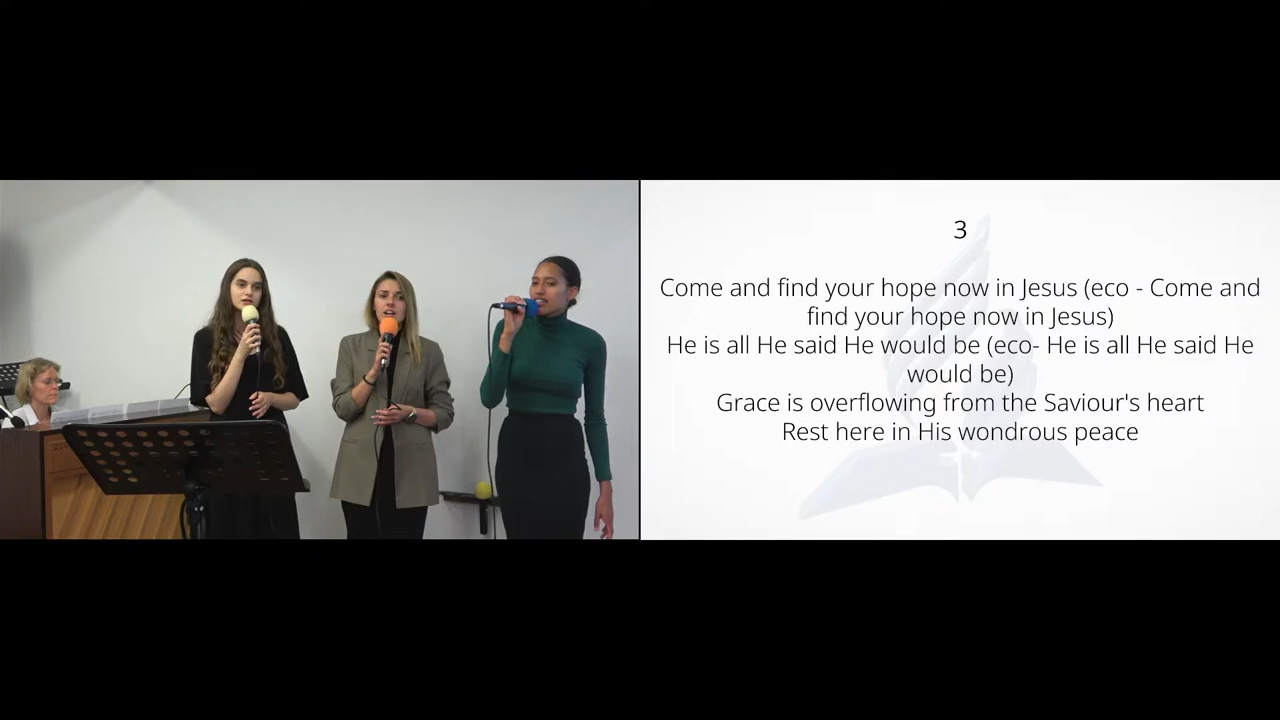 3
Come and find your hope now in Jesus (eco - Come and
find your hope now in Jesus)
He is all He said He would be (eco- He is all He said He
would be)
Grace is overflowing from the Saviour's heart
Rest here in His wondrous peace